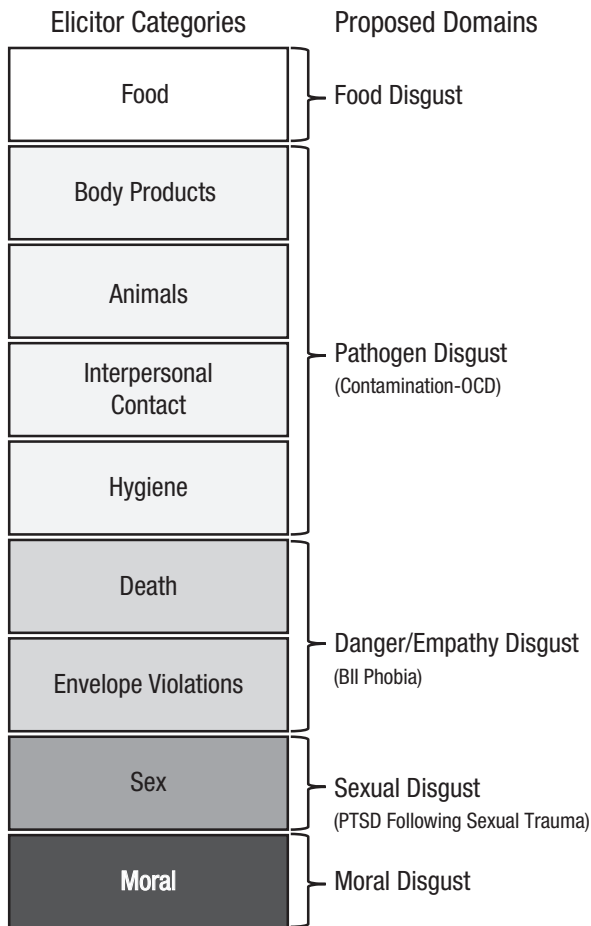 Elicitor Categories Proposed Domains
Food
Food Disgust
Body Products
Animals
Interpersonal
Contact
Hygiene
Pathogen Disgust
(Contamination-OCD)
Death
Envelope Violations
Danger/Empathy Disgust
(BII Phobia)
Sex
Sexual Disgust
(PTSD Following Sexual Trauma)
Moral
Moral Disgust